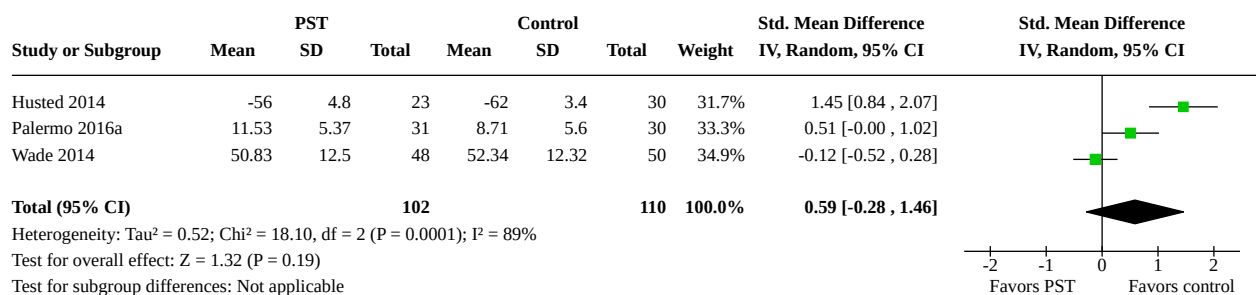 PST Control Std. Mean Difference Std. Mean Difference
Study or Subgroup Mean SD Total Mean SD Total Weight IV, Random, 95% CI IV, Random, 95% CI
Husted 2014 -56 4.8 23 -62 3.4 30 31.7% 1.45 [0.84 , 2.07]
Palermo 2016a 11.53 5.37 31 8.71 5.6 30 33.3% 0.51 [-0.00 , 1.02]
Wade 2014 50.83 12.5 48 52.34 12.32 50 34.9% -0.12 [-0.52 , 0.28]
Total (95% CI) 102 110 100.0% 0.59 [-0.28 , 1.46]
Heterogeneity: Tau² = 0.52; Chi² = 18.10, df = 2 (P = 0.0001); I² = 89%
Test for overall effect: Z = 1.32 (P = 0.19)
Test for subgroup differences: Not applicable
-2 -1 0 1 2
Favors PST Favors control